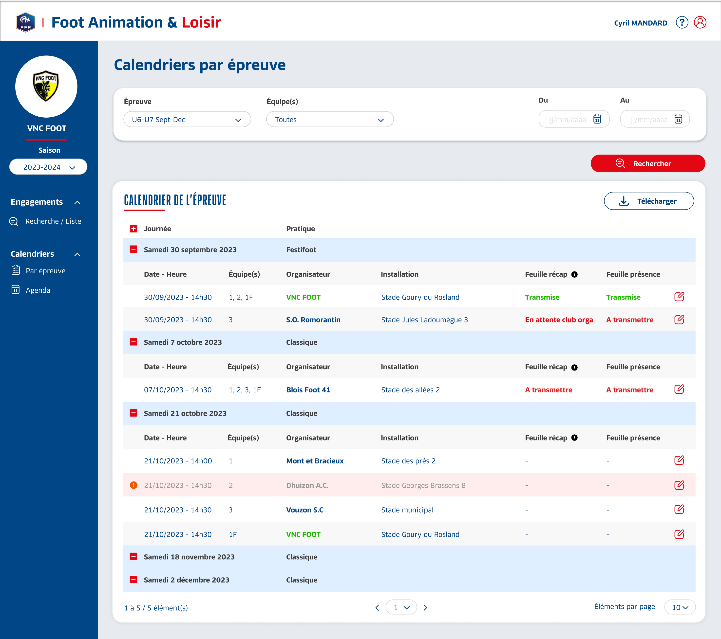 FFF | Foot Animation & Loisir
Cyril MANDARD ?
VNC FOOT
VNC FOOT
Saison
2023-2024
Engagements
Recherche / Liste
Calendriers
Par épreuve
Agenda
Calendriers par épreuve
Épreuve Équipe(s) Du Au
U6-U7 Sept-Dec Toutes jj/mm/aaaa jj/mm/aaaa
Rechercher
CALENDRIER DE L'ÉPREUVE
Télécharger
Journée Pratique
Samedi 30 septembre 2023 Festifoot
Date - Heure Équipe(s) Organisateur Installation Feuille récap Feuille présence
30/09/2023 - 14h30 1, 2, 1F VNC FOOT Stade Goury du Rosland Transmise Transmise
30/09/2023 - 14h30 3 S.O. Romorantin Stade Jules Ladoumègue 3 En attente club orga A transmettre
Samedi 7 octobre 2023 Classique
Date - Heure Équipe(s) Organisateur Installation Feuille récap Feuille présence
07/10/2023 - 14h30 1, 2, 3, 1F Blois Foot 41 Stade des allées 2 A transmettre A transmettre
Samedi 21 octobre 2023 Classique
Date - Heure Équipe(s) Organisateur Installation Feuille récap Feuille présence
21/10/2023 - 14h00 1 Mont et Bracieux Stade des près 2 - -
21/10/2023 - 14h30 2 Dhuizon A.C. Stade Georges Brassens B - -
21/10/2023 - 14h30 3 Vouzon S.C Stade municipal - -
21/10/2023 - 14h30 1F VNC FOOT Stade Goury du Rosland - -
Samedi 18 novembre 2023 Classique
Samedi 2 décembre 2023 Classique
1 à 5 / 5 élément(s) 1 Éléments par page 10